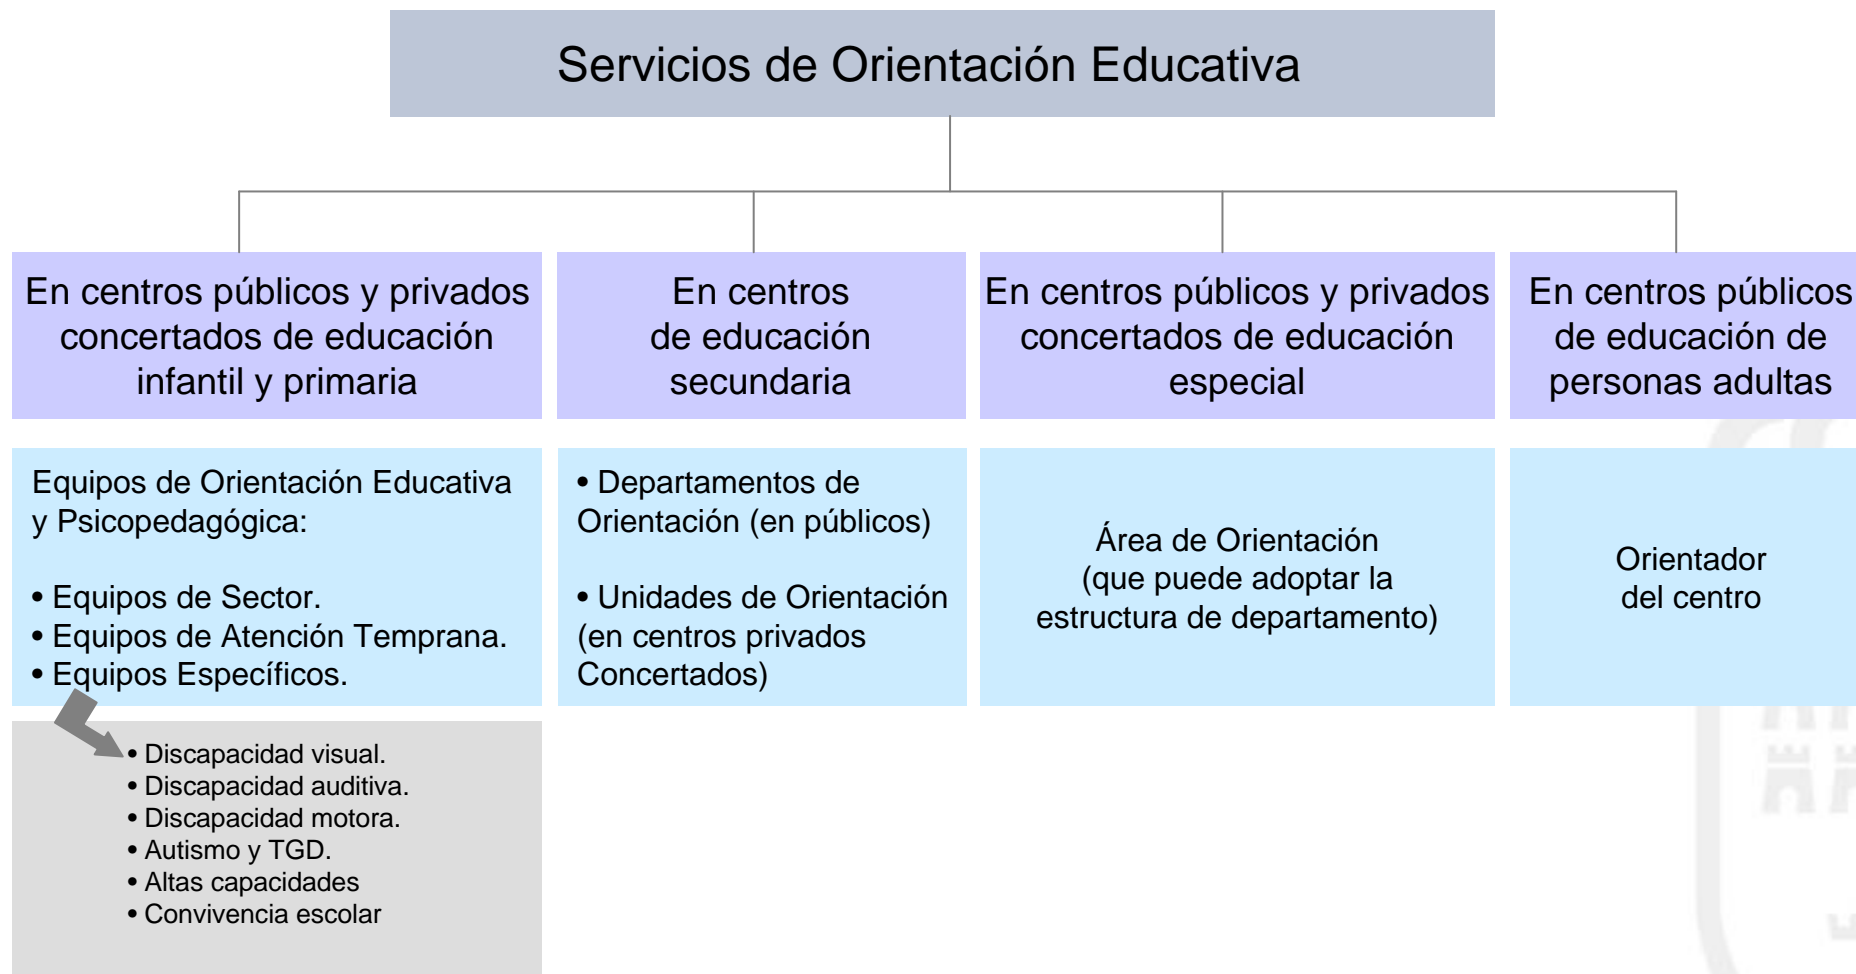 Servicios de Orientación Educativa
En centros públicos y privados
concertados de educación
infantil y primaria
En centros
de educación
secundaria
En centros públicos y privados
concertados de educación
especial
En centros públicos
de educación de
personas adultas
Equipos de Orientación Educativa
y Psicopedagógica:
• Equipos de Sector.
• Equipos de Atención Temprana.
• Equipos Específicos.
• Departamentos de
Orientación (en públicos)
• Unidades de Orientación
(en centros privados
Concertados)
Área de Orientación
(que puede adoptar la
estructura de departamento)
Orientador
del centro
• Discapacidad visual.
• Discapacidad auditiva.
• Discapacidad motora.
• Autismo y TGD.
• Altas capacidades
• Convivencia escolar